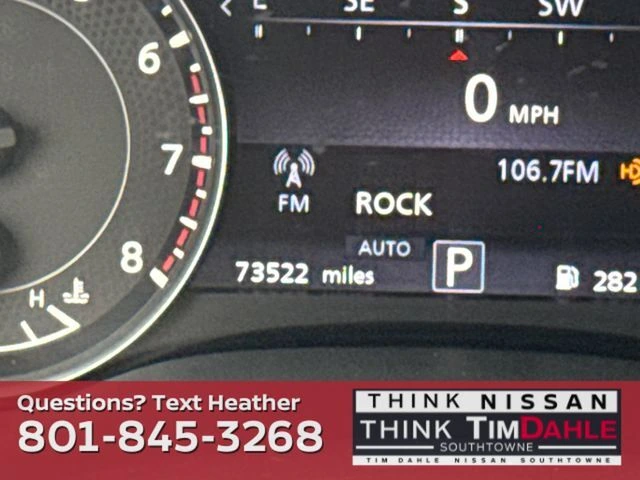 E SE S SW
6
0 MPH
7
106.7FM
FM ROCK
8
AUTO
73522 miles P 282
H
Questions? Text Heather
801-845-3268
THINK NISSAN
THINK TIMDAHLE
SOUTHTOWNE
TIM DAHLE NISSAN SOUTHTOWNE